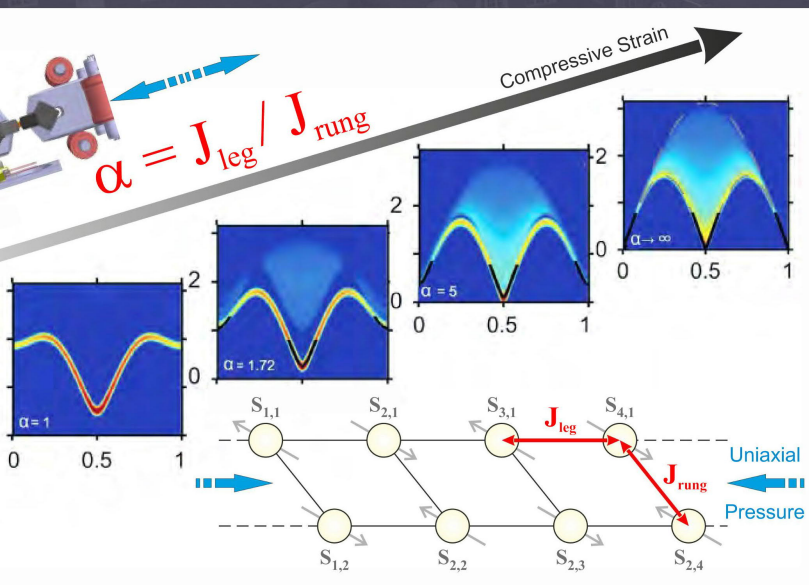 Compressive Strain
α = J_leg / J_rung
2
0
α→∞
0
0.5
1
2
0
α = 5
0
0.5
1
2
0
α = 1.72
α = 1
0
0.5
1
S1,1
S2,1
S3,1
S4,1
J_leg
Uniaxial
J_rung
Pressure
S1,2
S2,2
S2,3
S2,4